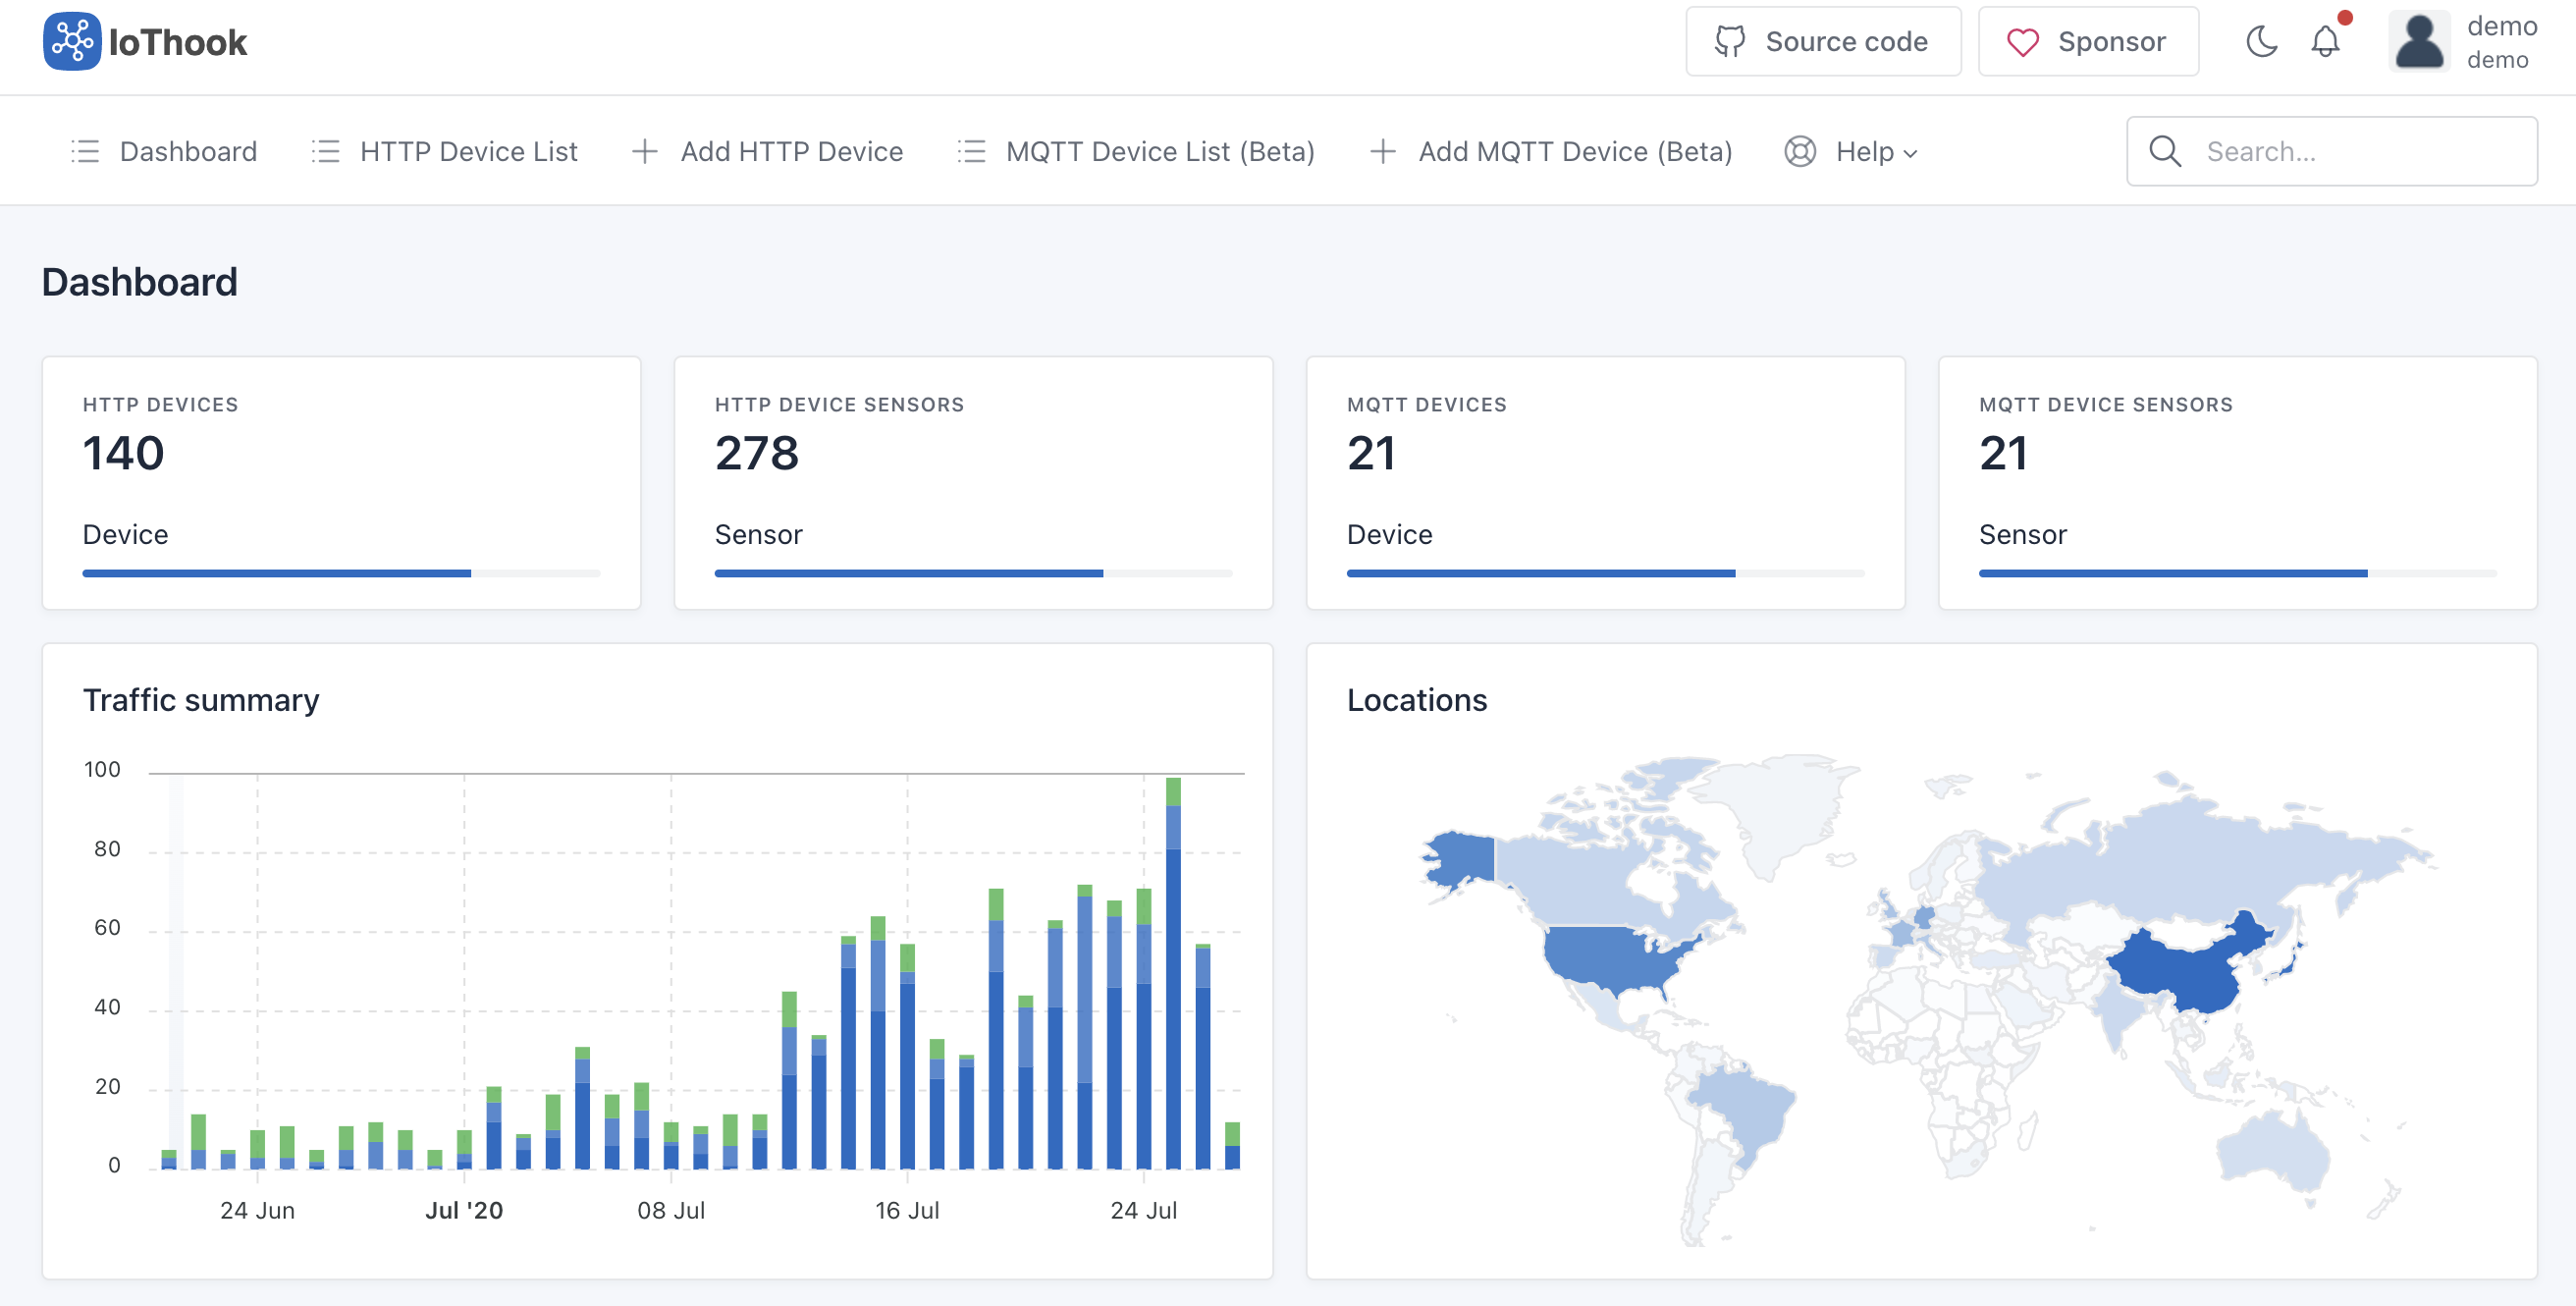 IoThook
Source code
Sponsor
demo
demo
Dashboard
HTTP Device List
Add HTTP Device
MQTT Device List (Beta)
Add MQTT Device (Beta)
Help
Search...
Dashboard
HTTP DEVICES
140
Device
HTTP DEVICE SENSORS
278
Sensor
MQTT DEVICES
21
Device
MQTT DEVICE SENSORS
21
Sensor
Traffic summary
100
80
60
40
20
0
24 Jun
Jul '20
08 Jul
16 Jul
24 Jul
Locations